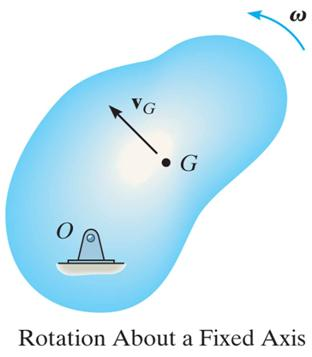 ω
v_G
G
O
Rotation About a Fixed Axis